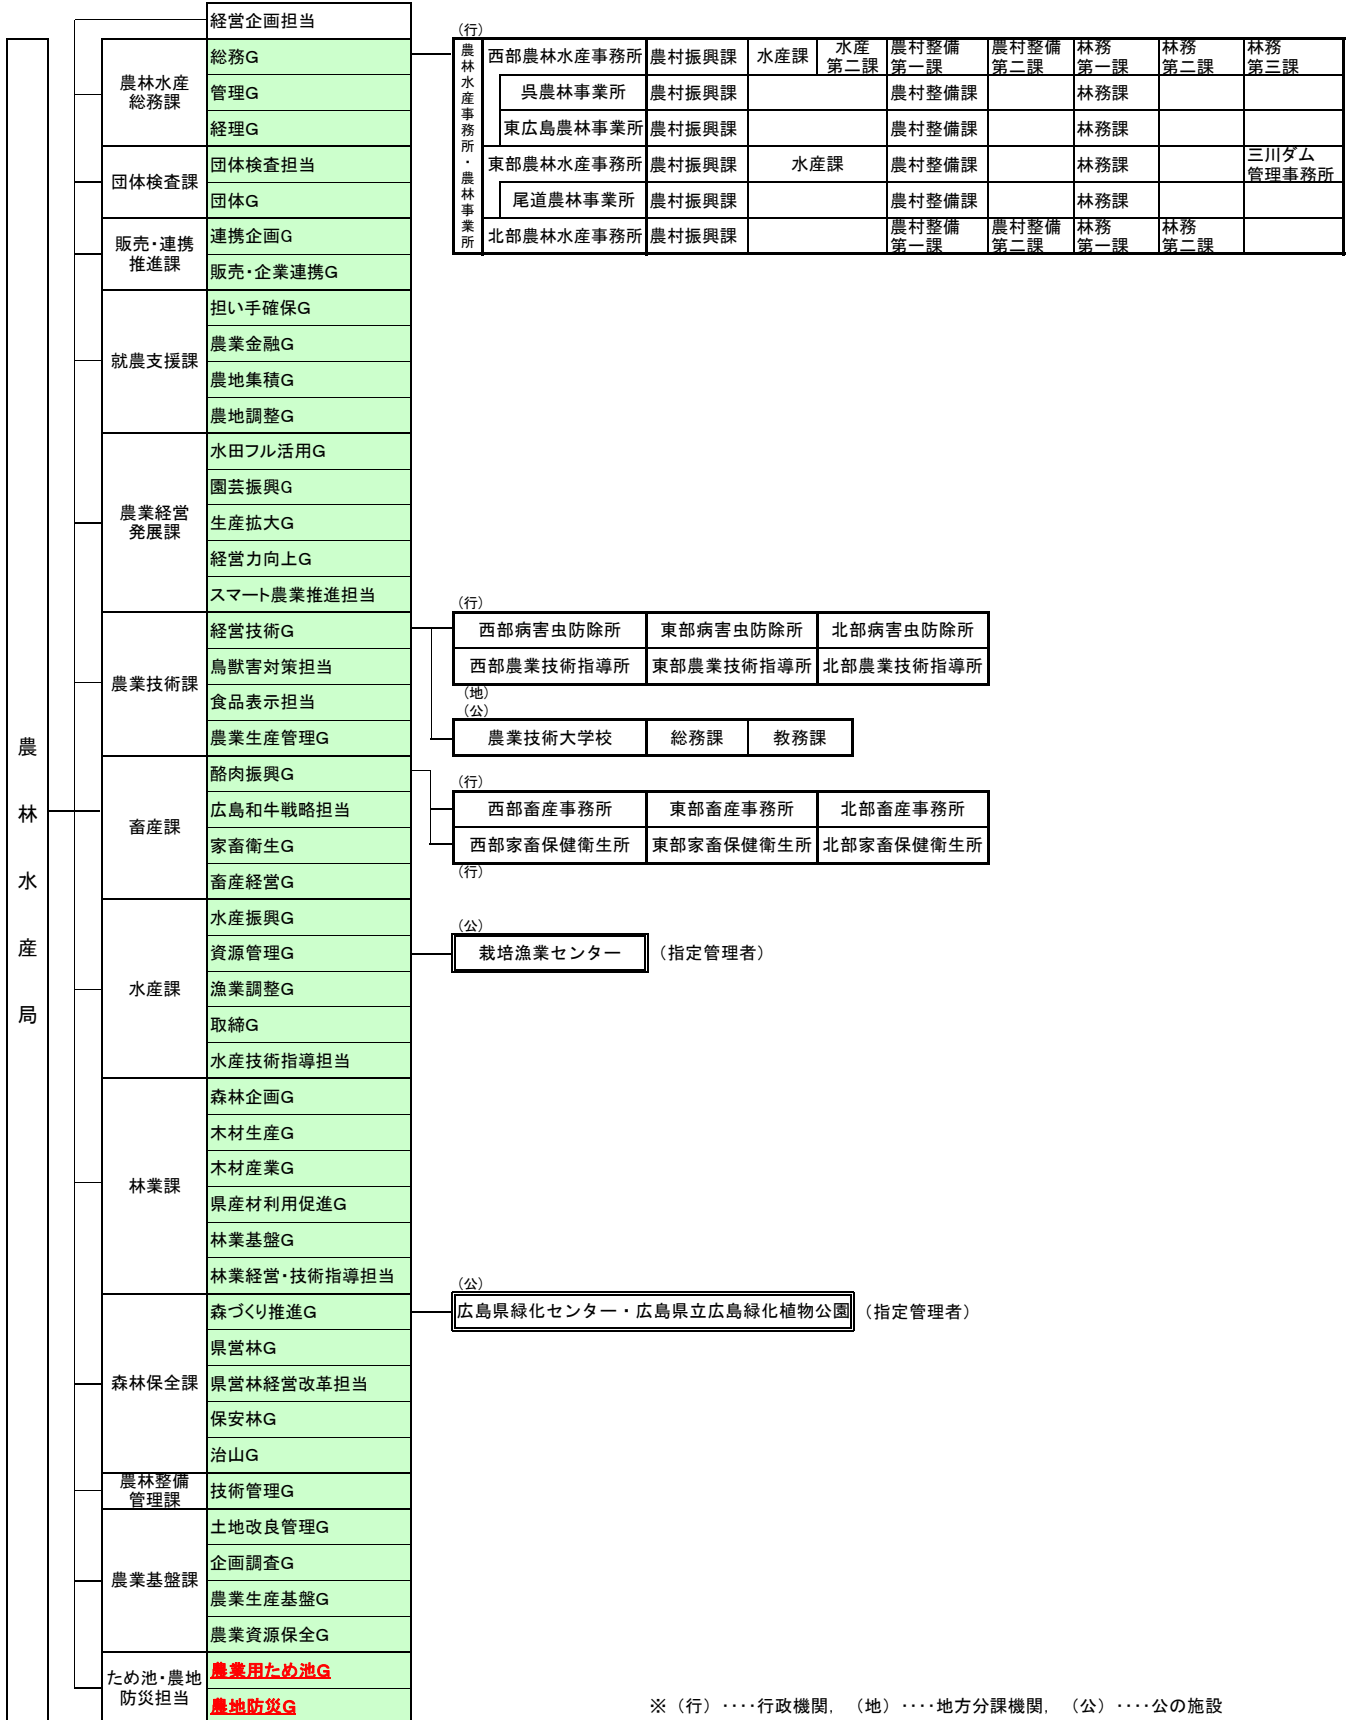 農林水産局
経営企画担当
農林水産
総務課
総務G
管理G
経理G
団体検査課
団体検査担当
団体G
販売・連携
推進課
連携企画G
販売・企業連携G
就農支援課
担い手確保G
農業金融G
農地集積G
農地調整G
農業経営
発展課
水田フル活用G
園芸振興G
生産拡大G
経営力向上G
スマート農業推進担当
農業技術課
経営技術G
鳥獣害対策担当
食品表示担当
農業生産管理G
畜産課
酪肉振興G
広島和牛戦略担当
家畜衛生G
畜産経営G
水産課
水産振興G
資源管理G
漁業調整G
取締G
水産技術指導担当
林業課
森林企画G
木材生産G
木材産業G
県産材利用促進G
林業基盤G
林業経営・技術指導担当
森林保全課
森づくり推進G
県営林G
県営林経営改革担当
保安林G
治山G
農林整備
管理課
技術管理G
農業基盤課
土地改良管理G
企画調査G
農業生産基盤G
農業資源保全G
ため池・農地
防災担当
農業用ため池G
農地防災G
（行）
農林水産事務所・農林事業所
西部農林水産事務所 農村振興課 水産課 水産
第二課 農村整備
第一課 農村整備
第二課 林務
第一課 林務
第二課 林務
第三課
呉農林事業所 農村振興課 農村整備課 林務課
東広島農林事業所 農村振興課 農村整備課 林務課
東部農林水産事務所 農村振興課 水産課 農村整備課 林務課 三川ダム
管理事務所
尾道農林事業所 農村振興課 農村整備課 林務課
北部農林水産事務所 農村振興課 農村整備
第一課 農村整備
第二課 林務
第一課 林務
第二課
（行）
西部病害虫防除所 東部病害虫防除所 北部病害虫防除所
西部農業技術指導所 東部農業技術指導所 北部農業技術指導所
（地）
（公）
農業技術大学校 総務課 教務課
（行）
西部畜産事務所 東部畜産事務所 北部畜産事務所
西部家畜保健衛生所 東部家畜保健衛生所 北部家畜保健衛生所
（行）
（公）
栽培漁業センター （指定管理者）
（公）
広島県緑化センター・広島県立広島緑化植物公園 （指定管理者）
※（行）‥‥行政機関，（地）‥‥地方分課機関，（公）‥‥公の施設